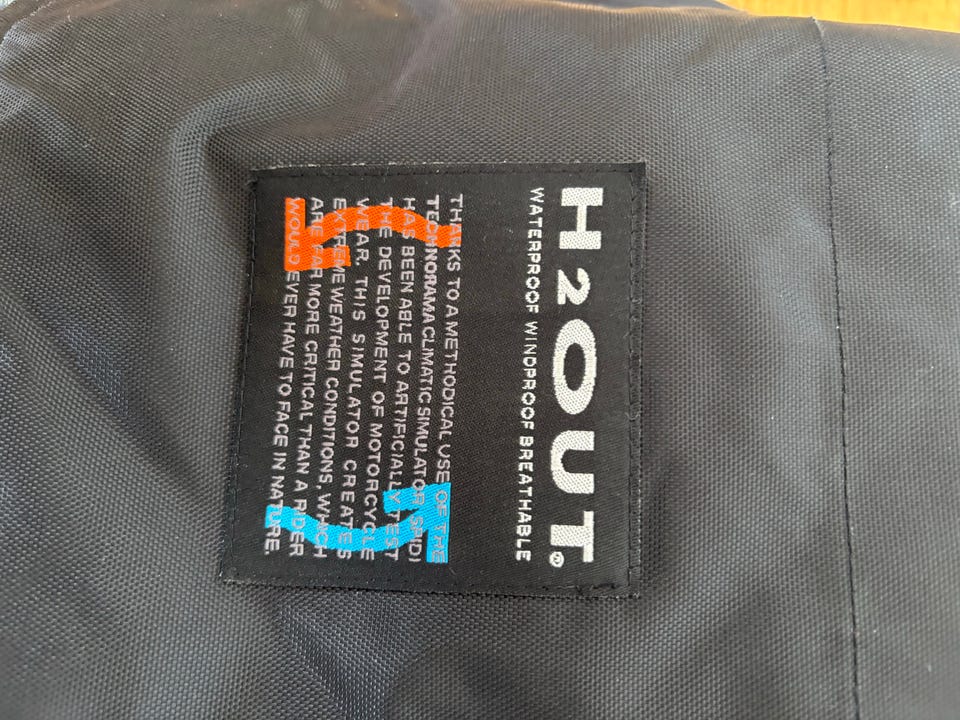 H2OUT®
WATERPROOF WINDPROOF BREATHABLE
THANKS TO A METHODICAL USE OF THE
TECHNORAMA CLIMATIC SIMULATOR SPIDI
HAS BEEN ABLE TO ARTIFICIALLY TEST
THE DEVELOPMENT OF MOTORCYCLE
WEAR. THIS SIMULATOR CREATES
EXTREME WEATHER CONDITIONS, WHICH
ARE FAR MORE CRITICAL THAN A RIDER
WOULD EVER HAVE TO FACE IN NATURE.